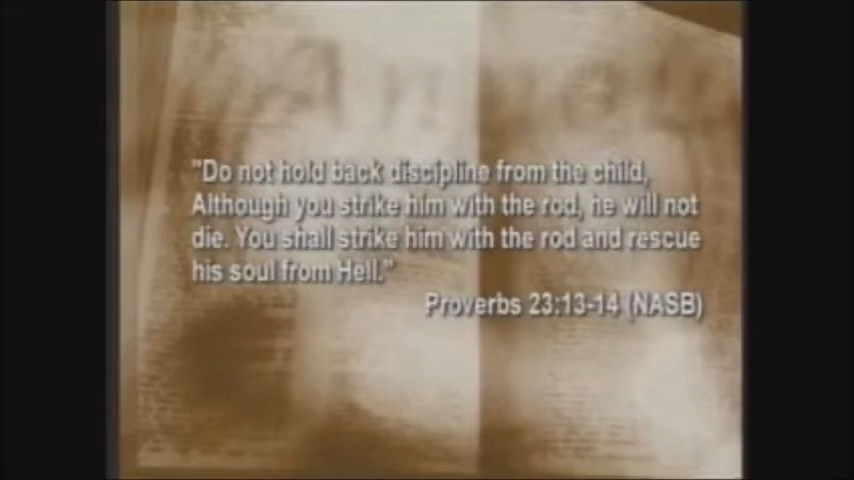 "Do not hold back discipline from the child,
Although you strike him with the rod, he will not
die. You shall strike him with the rod and rescue
his soul from Hell."
Proverbs 23:13-14 (NASB)